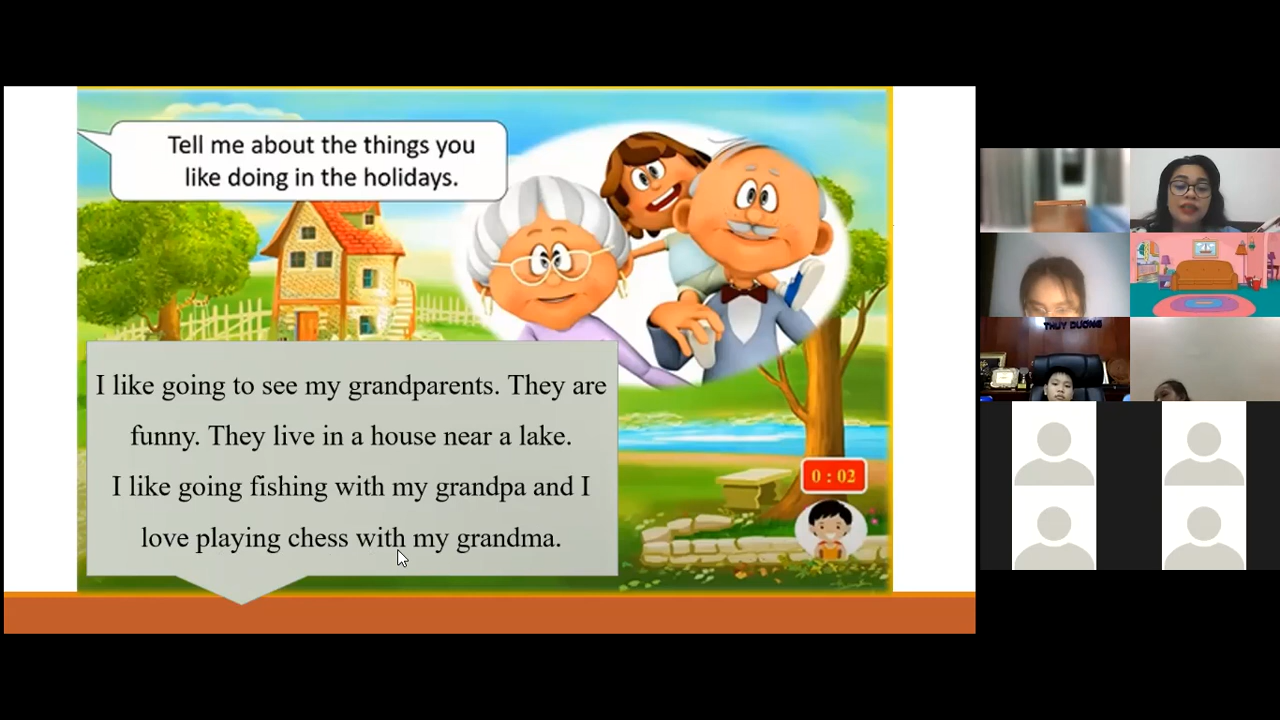 Tell me about the things you
like doing in the holidays.
I like going to see my grandparents. They are
funny. They live in a house near a lake.
I like going fishing with my grandpa and I
love playing chess with my grandma.
0 : 02
THUY DUONG